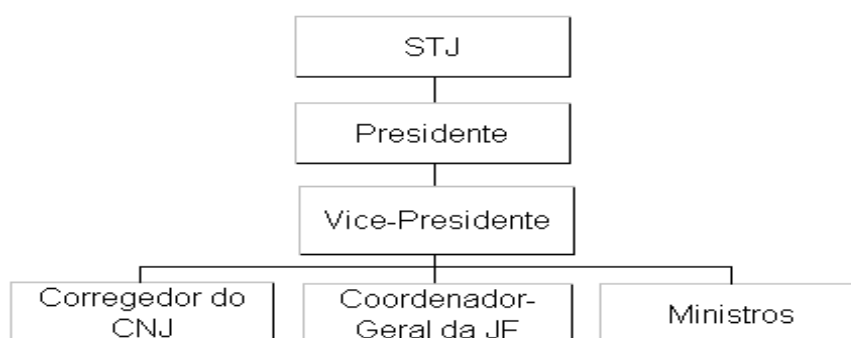 STJ
Presidente
Vice-Presidente
Corregedor do
CNJ
Coordenador-
Geral da JF
Ministros